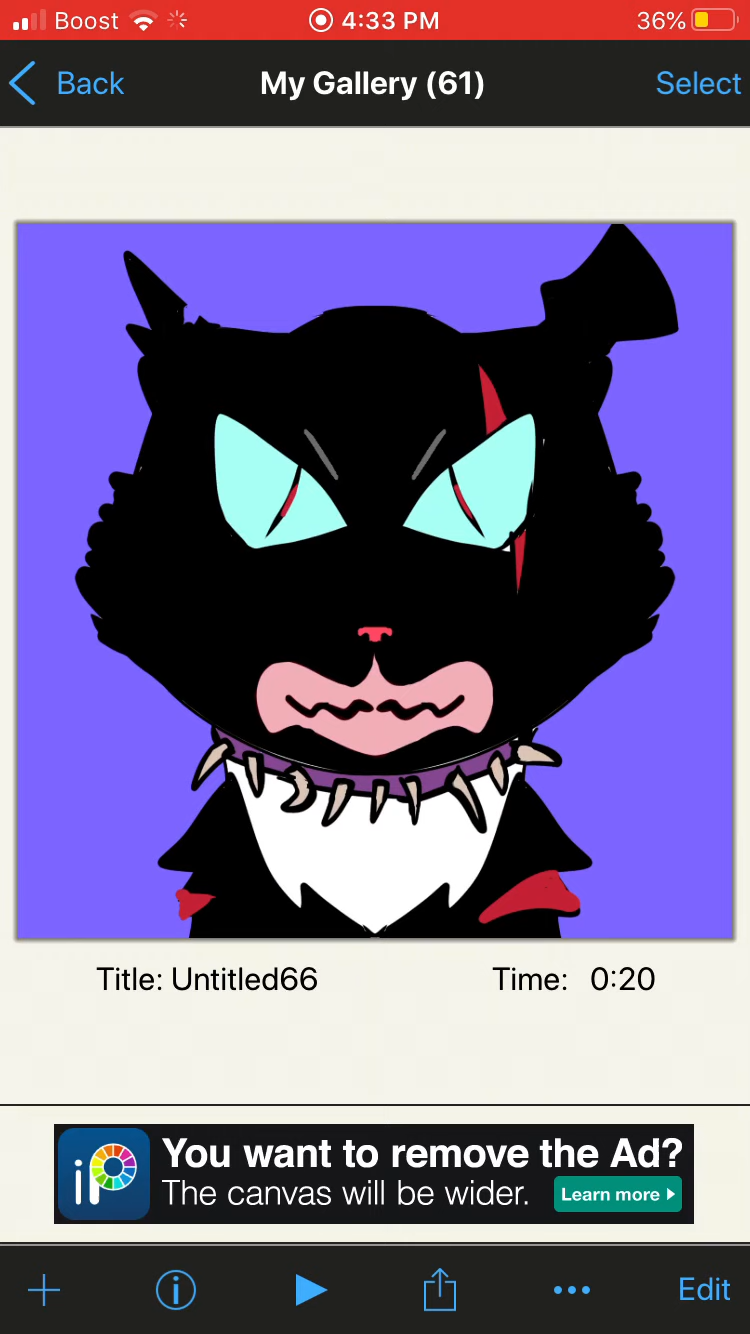 Boost 4:33 PM 36%
Back My Gallery (61) Select
Title: Untitled66 Time: 0:20
iP You want to remove the Ad?
The canvas will be wider. Learn more
Edit